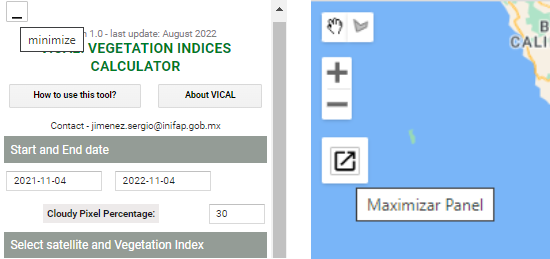 n 1.0 - last update: August 2022
minimize
VEGETATION INDICES
CALCULATOR
How to use this tool?
About VICAL
Contact - jimenez.sergio@inifap.gob.mx
Start and End date
2021-11-04
2022-11-04
Cloudy Pixel Percentage:
30
Select satellite and Vegetation Index
B
CALI
Maximizar Panel